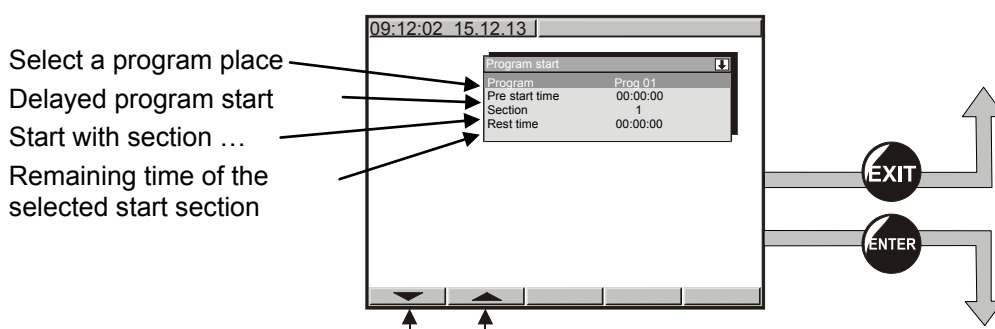 09:12:02 15.12.13
Select a program place
Delayed program start
Start with section …
Remaining time of the
selected start section
Program start
Program Prog 01
Pre start time 00:00:00
Section 1
Rest time 00:00:00
EXIT
ENTER